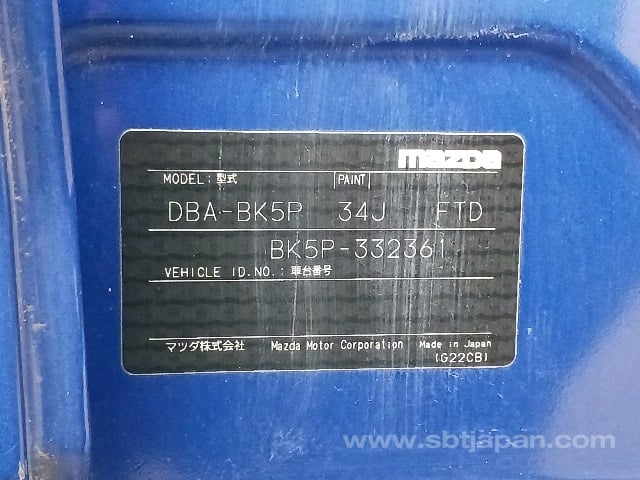 mazda
MODEL: 型式 PAINT
DBA-BK5P 34J FTD
BK5P-332361
VEHICLE ID.NO.: 車台番号
マツダ株式会社 Mazda Motor Corporation Made in Japan
(G22CB)
www.sbtjapan.com